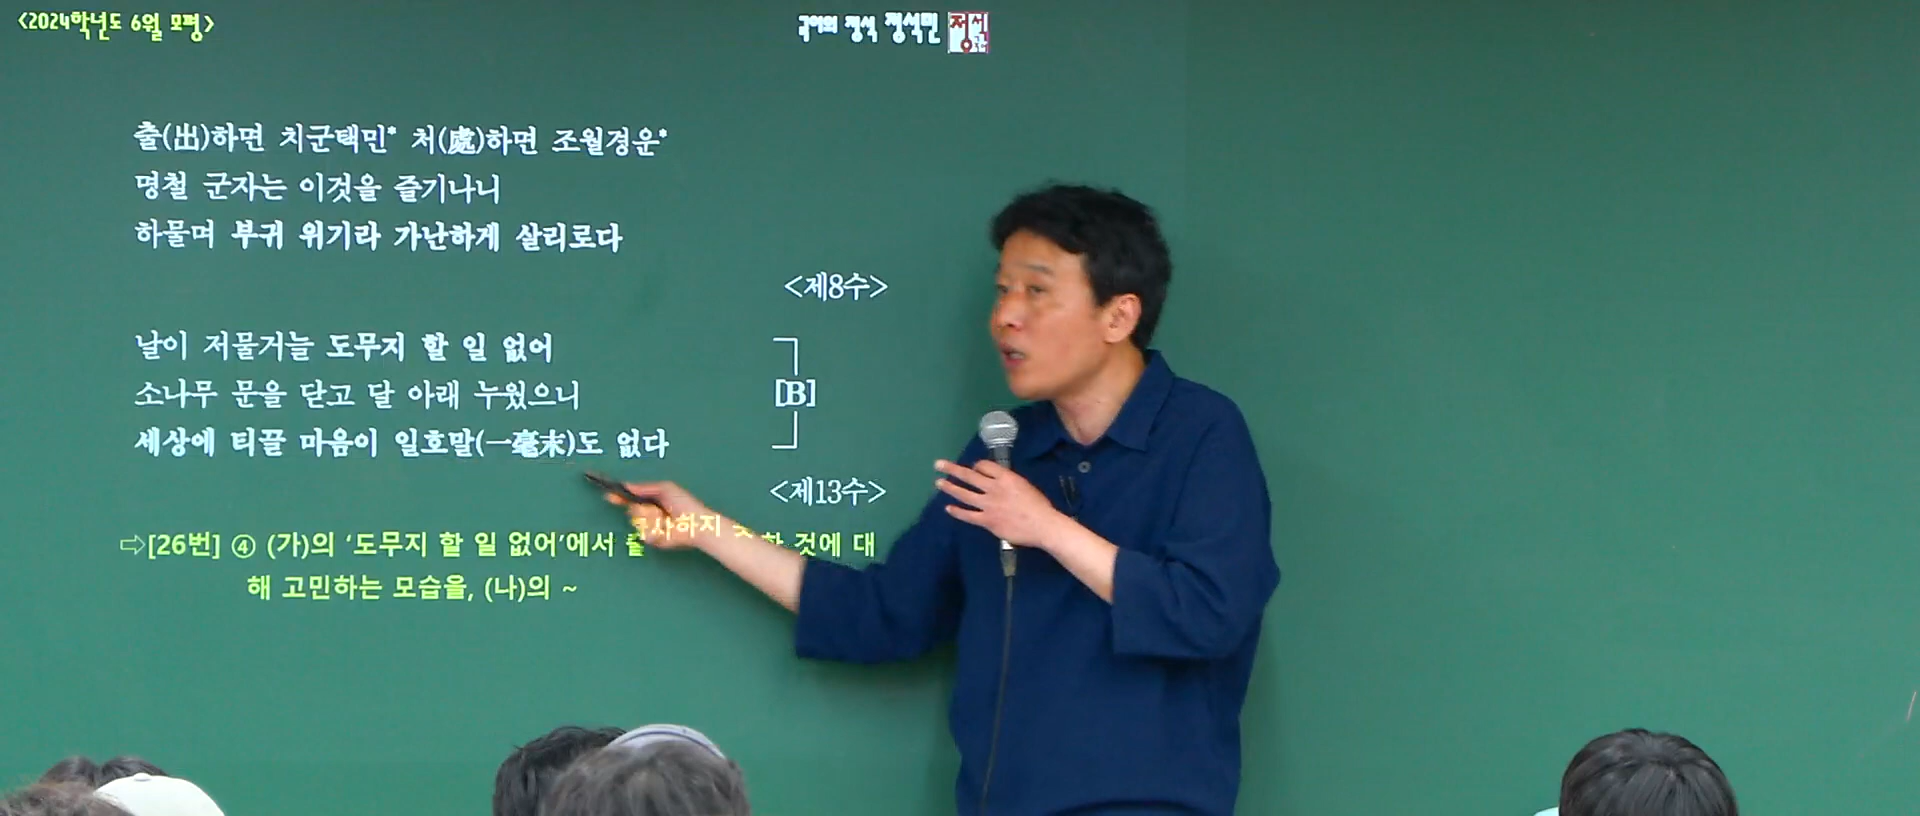 <2024학년도 6월 모평>
국어의 정석 정석민 정석
출(出)하면 치군택민* 처(處)하면 조월경운*
명철 군자는 이것을 즐기나니
하물며 부귀 위기라 가난하게 살리로다
<제8수>
날이 저물거늘 도무지 할 일 없어
소나무 문을 닫고 달 아래 누웠으니
[B]
세상에 티끌 마음이 일호말(一毫末)도 없다
<제13수>
⇨[26번] ④ (가)의 ‘도무지 할 일 없어’에서 한 것에 대
해 고민하는 모습을, (나)의 ~